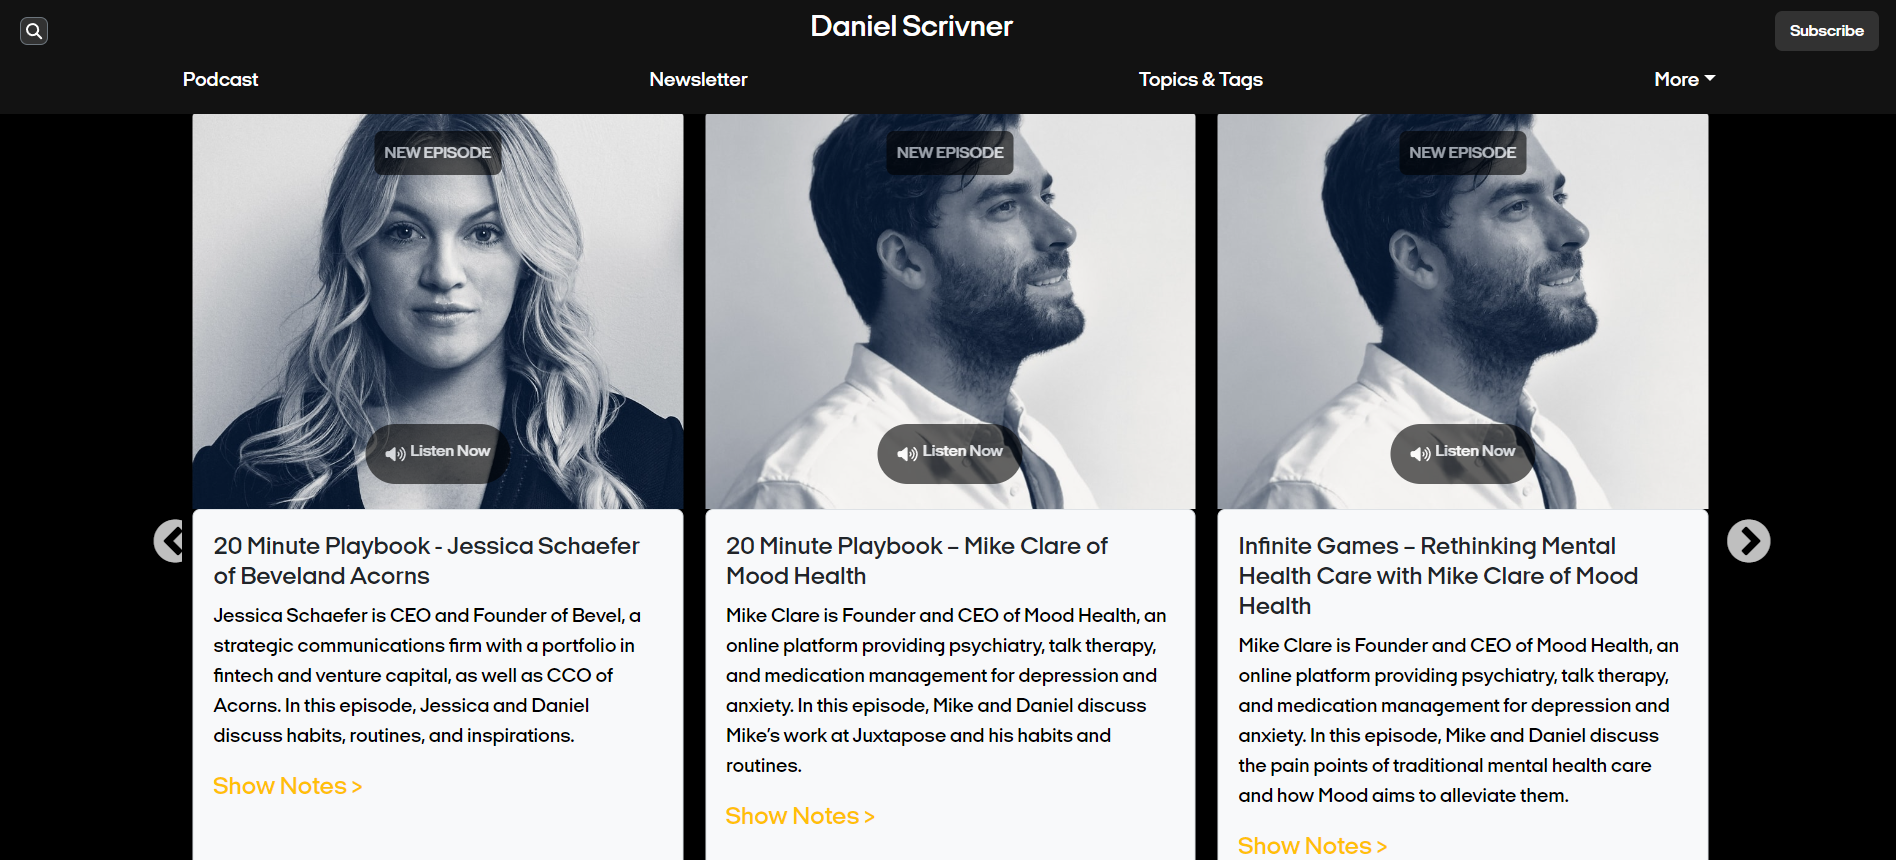 Daniel Scrivner
Subscribe
Podcast
Newsletter
Topics & Tags
More
NEW EPISODE
Listen Now
20 Minute Playbook - Jessica Schaefer
of Beveland Acorns
Jessica Schaefer is CEO and Founder of Bevel, a
strategic communications firm with a portfolio in
fintech and venture capital, as well as CCO of
Acorns. In this episode, Jessica and Daniel
discuss habits, routines, and inspirations.
Show Notes >
NEW EPISODE
Listen Now
20 Minute Playbook – Mike Clare of
Mood Health
Mike Clare is Founder and CEO of Mood Health, an
online platform providing psychiatry, talk therapy,
and medication management for depression and
anxiety. In this episode, Mike and Daniel discuss
Mike’s work at Juxtapose and his habits and
routines.
Show Notes >
NEW EPISODE
Listen Now
Infinite Games – Rethinking Mental
Health Care with Mike Clare of Mood
Health
Mike Clare is Founder and CEO of Mood Health, an
online platform providing psychiatry, talk therapy,
and medication management for depression and
anxiety. In this episode, Mike and Daniel discuss
the pain points of traditional mental health care
and how Mood aims to alleviate them.
Show Notes >